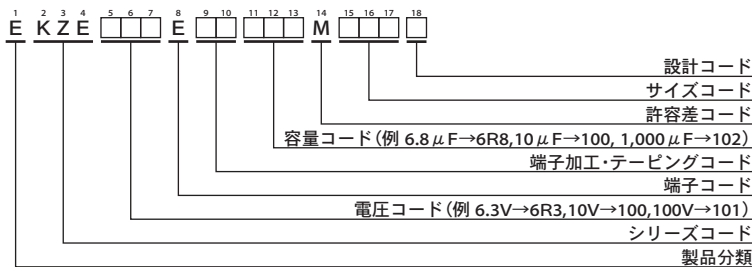 1 2 3 4 5 6 7 8 9 10 11 12 13 14 15 16 17 18
E K Z E □□□ E □□ □□□ M □□□ □
設計コード
サイズコード
許容差コード
容量コード(例 6.8μF→6R8,10μF→100, 1,000μF→102)
端子加工・テーピングコード
端子コード
電圧コード(例 6.3V→6R3,10V→100,100V→101)
シリーズコード
製品分類